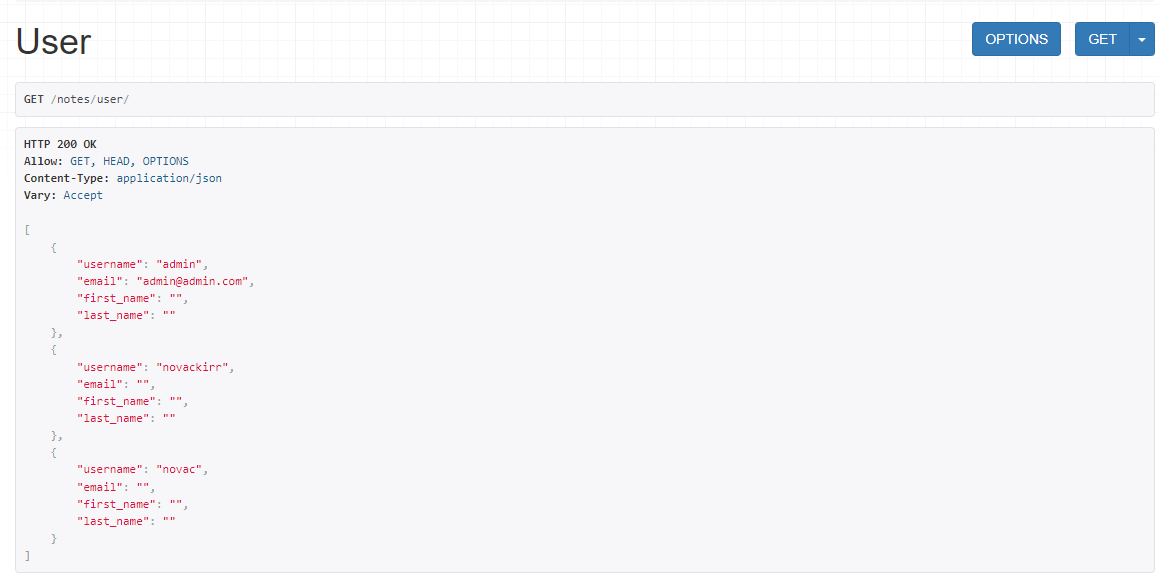 User
OPTIONS
GET
GET /notes/user/
HTTP 200 OK
Allow: GET, HEAD, OPTIONS
Content-Type: application/json
Vary: Accept
[
    {
        "username": "admin",
        "email": "admin@admin.com",
        "first_name": "",
        "last_name": ""
    },
    {
        "username": "novackirr",
        "email": "",
        "first_name": "",
        "last_name": ""
    },
    {
        "username": "novac",
        "email": "",
        "first_name": "",
        "last_name": ""
    }
]